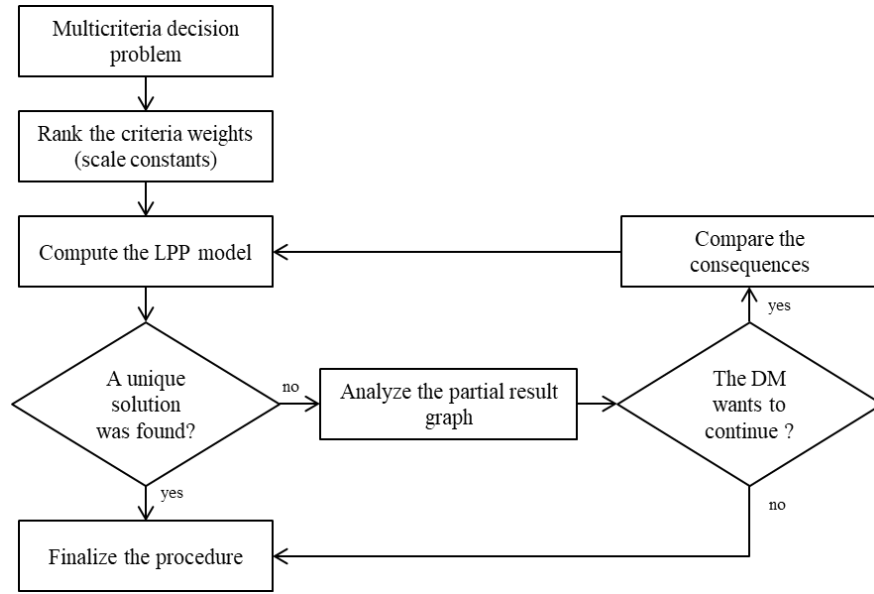 Multicriteria decision
problem
Rank the criteria weights
(scale constants)
Compute the LPP model
Compare the
consequences
yes
A unique
solution
was found?
no
Analyze the partial result
graph
The DM
wants to
continue ?
yes
no
Finalize the procedure